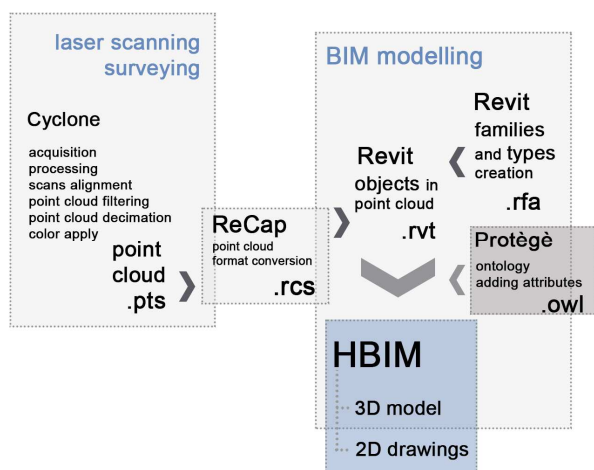 laser scanning
surveying
Cyclone
acquisition
processing
scans alignment
point cloud filtering
point cloud decimation
color apply
point
cloud
.pts
ReCap
point cloud
format conversion
.rcs
BIM modelling
Revit
objects in
point cloud
.rvt
Revit
families
and types
creation
.rfa
Protègè
ontology
adding attributes
.owl
HBIM
3D model
2D drawings